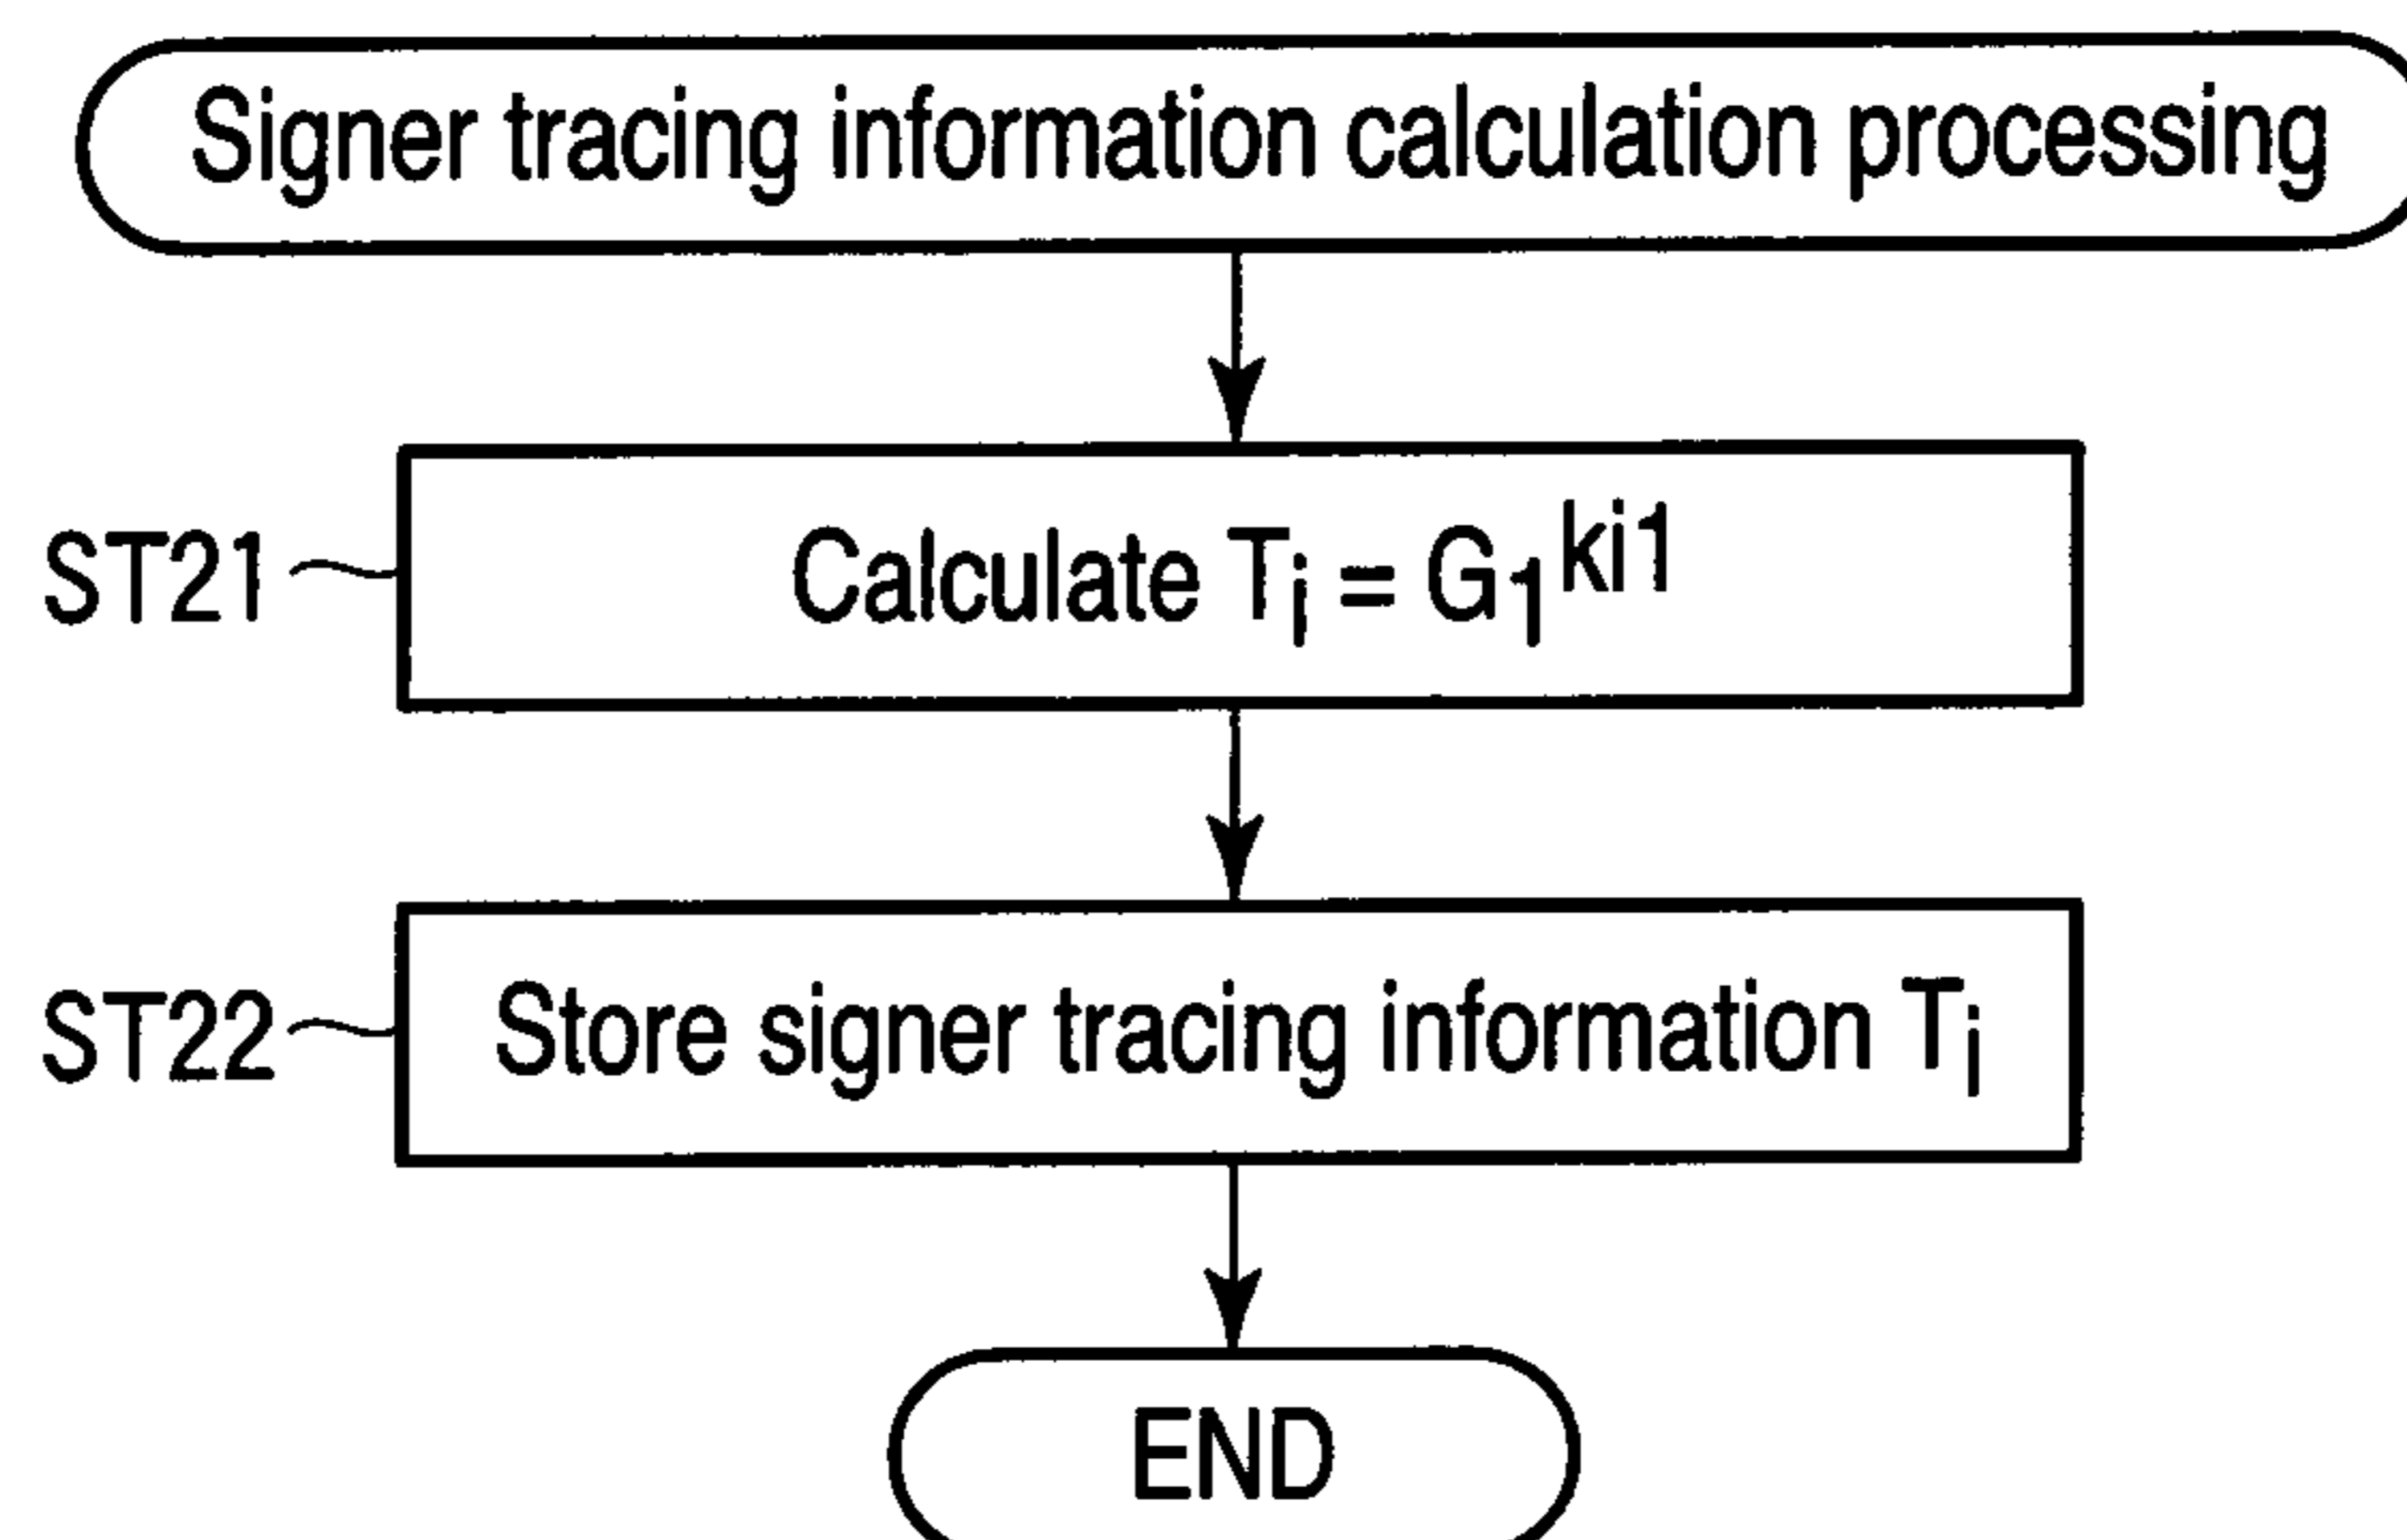 Signer tracing information calculation processing
ST21
Calculate Tᵢ = G₁ᵏⁱ¹
ST22
Store signer tracing information Tᵢ
END